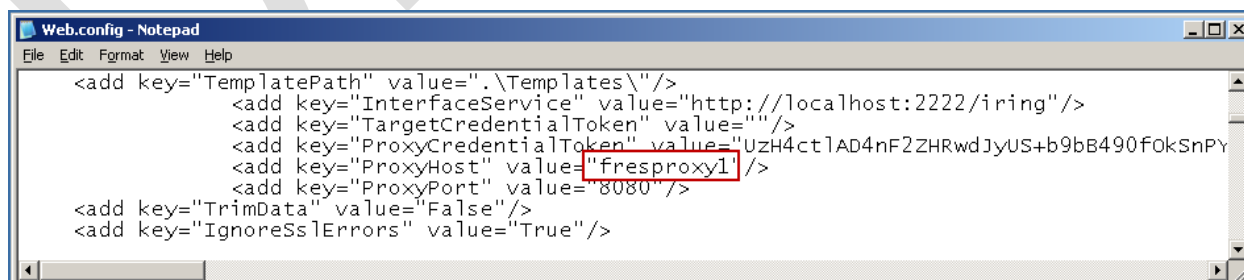 Web.config - Notepad
File Edit Format View Help
<add key="TemplatePath" value=".\Templates\"/>
<add key="InterfaceService" value="http://localhost:2222/iring"/>
<add key="TargetCredentialToken" value=""/>
<add key="ProxyCredentialToken" value="UzH4ctlAD4nF2ZHRwdJyUS+b9bB490fOkSnPY
<add key="ProxyHost" value="fresproxy1"/>
<add key="ProxyPort" value="8080"/>
<add key="TrimData" value="False"/>
<add key="IgnoreSslErrors" value="True"/>